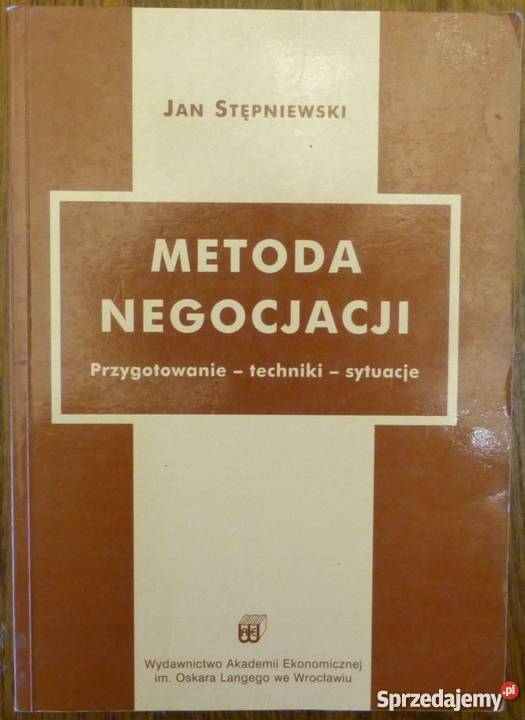 JAN STĘPNIEWSKI
METODA
NEGOCJACJI
Przygotowanie – techniki – sytuacje
Wydawnictwo Akademii Ekonomicznej
im. Oskara Langego we Wrocławiu
Sprzedajemy.pl